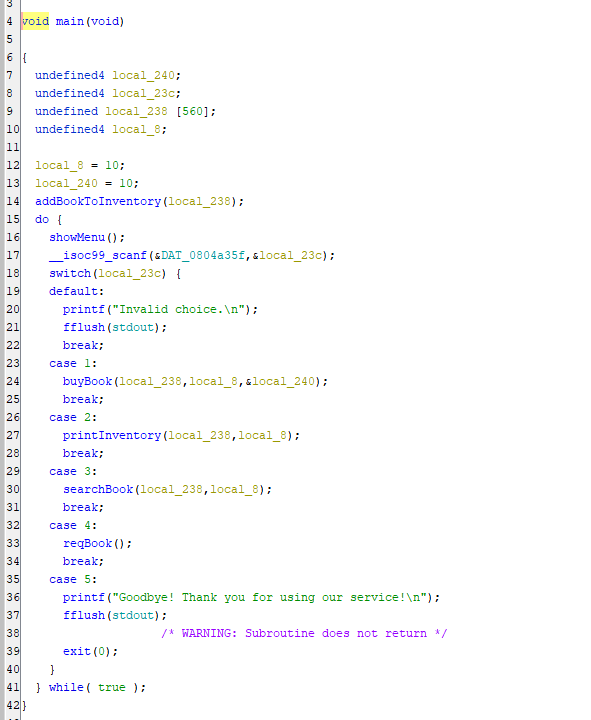 3
4 void main(void)
5
6 {
7 undefined4 local_240;
8 undefined4 local_23c;
9 undefined local_238 [560];
10 undefined4 local_8;
11
12 local_8 = 10;
13 local_240 = 10;
14 addBookToInventory(local_238);
15 do {
16 showMenu();
17 __isoc99_scanf(&DAT_0804a35f,&local_23c);
18 switch(local_23c) {
19 default:
20 printf("Invalid choice.\n");
21 fflush(stdout);
22 break;
23 case 1:
24 buyBook(local_238,local_8,&local_240);
25 break;
26 case 2:
27 printInventory(local_238,local_8);
28 break;
29 case 3:
30 searchBook(local_238,local_8);
31 break;
32 case 4:
33 reqBook();
34 break;
35 case 5:
36 printf("Goodbye! Thank you for using our service!\n");
37 fflush(stdout);
38 /* WARNING: Subroutine does not return */
39 exit(0);
40 }
41 } while( true );
42 }